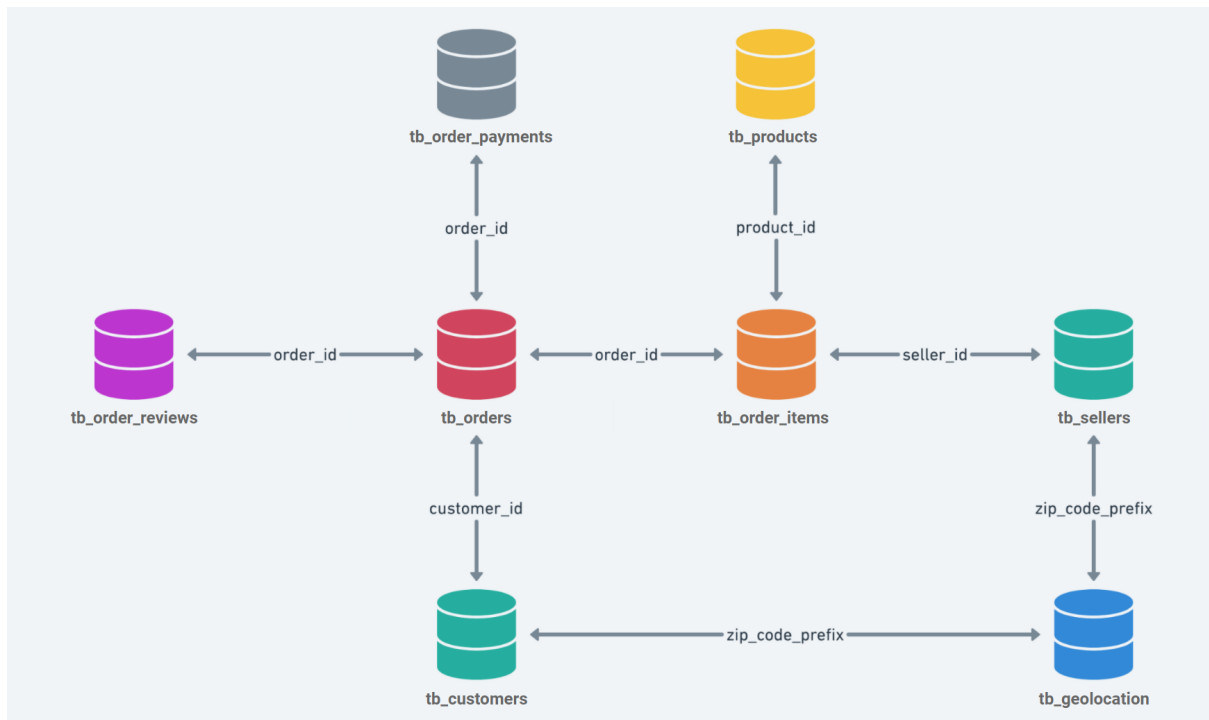 tb_order_payments
tb_products
order_id
product_id
order_id
order_id
seller_id
tb_order_reviews
tb_orders
tb_order_items
tb_sellers
customer_id
zip_code_prefix
zip_code_prefix
tb_customers
tb_geolocation